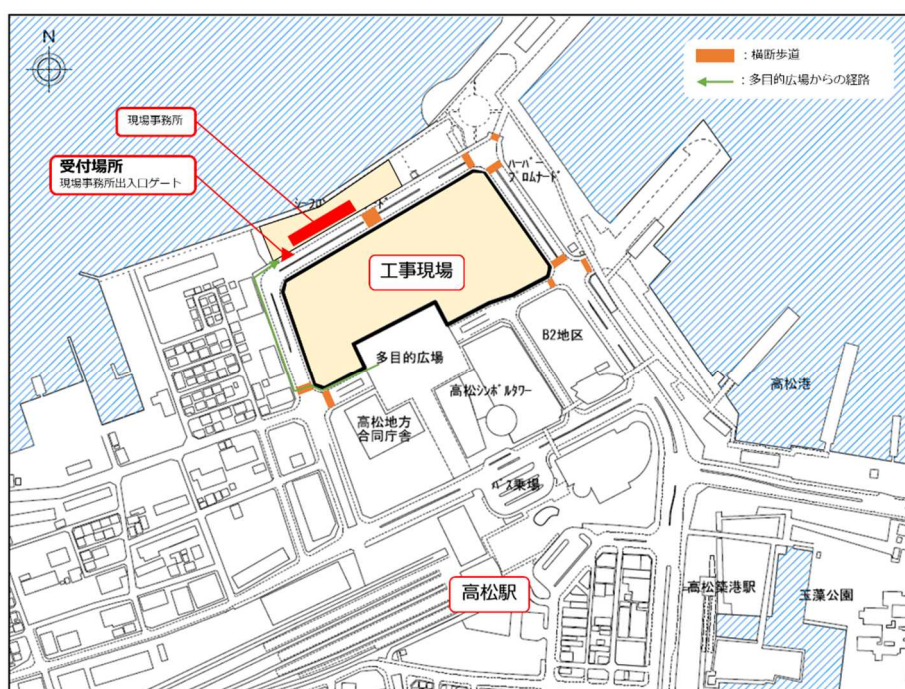 N
：横断歩道
：多目的広場からの経路
現場事務所
受付場所
現場事務所出入口ゲート
ハーバー
プロムナード
工事現場
B2地区
多目的広場
高松シンボルタワー
高松港
高松地方
合同庁舎
バス乗場
高松駅
高松築港駅
玉藻公園